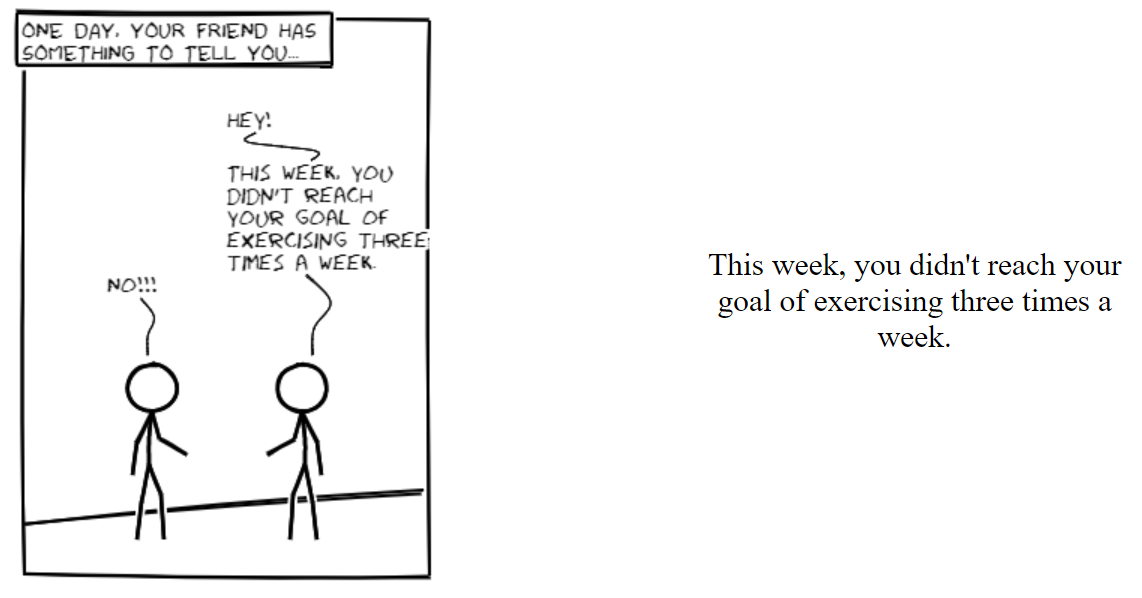 ONE DAY, YOUR FRIEND HAS
SOMETHING TO TELL YOU...
HEY!
THIS WEEK, YOU
DIDN'T REACH
YOUR GOAL OF
EXERCISING THREE
TIMES A WEEK.
NO!!!
This week, you didn't reach your
goal of exercising three times a
week.